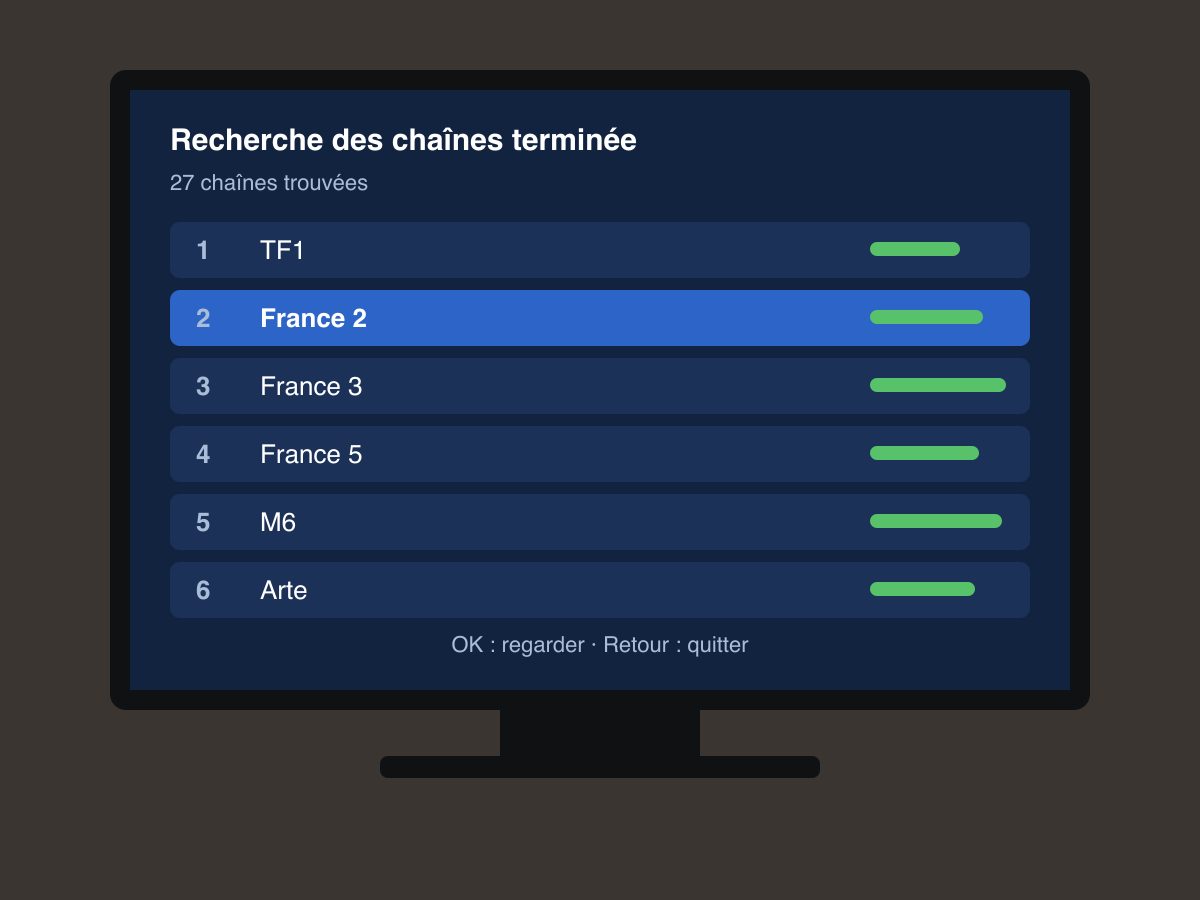 Recherche des chaînes terminée
27 chaînes trouvées
1 TF1
2 France 2
3 France 3
4 France 5
5 M6
6 Arte
OK : regarder · Retour : quitter